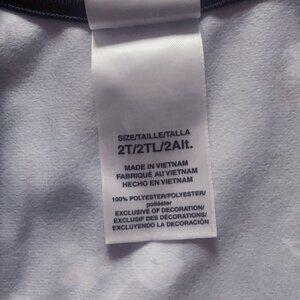 SIZE/TAILLE/TALLA
2T/2TL/2Alt.
MADE IN VIETNAM
FABRIQUÉ AU VIETNAM
HECHO EN VIETNAM
100% POLYESTER/POLYESTER/
poliéster
EXCLUSIVE OF DECORATION/
EXCLUSIF DES DÉCORATIONS/
EXCLUYENDO LA DECORACIÓN